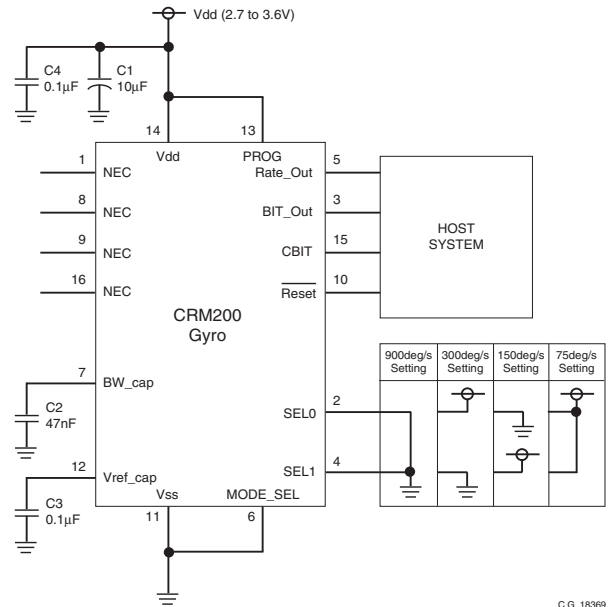 Vdd (2.7 to 3.6V)
C4
0.1μF
C1
10μF
14
13
Vdd
PROG
1
NEC
8
NEC
9
NEC
16
NEC
5
Rate_Out
3
BIT_Out
15
CBIT
10
Reset
HOST
SYSTEM
CRM200
Gyro
7
BW_cap
C2
47nF
12
Vref_cap
C3
0.1μF
2
SEL0
4
SEL1
Vss
MODE_SEL
11
6
900deg/s
Setting
300deg/s
Setting
150deg/s
Setting
75deg/s
Setting
C.G. 18369